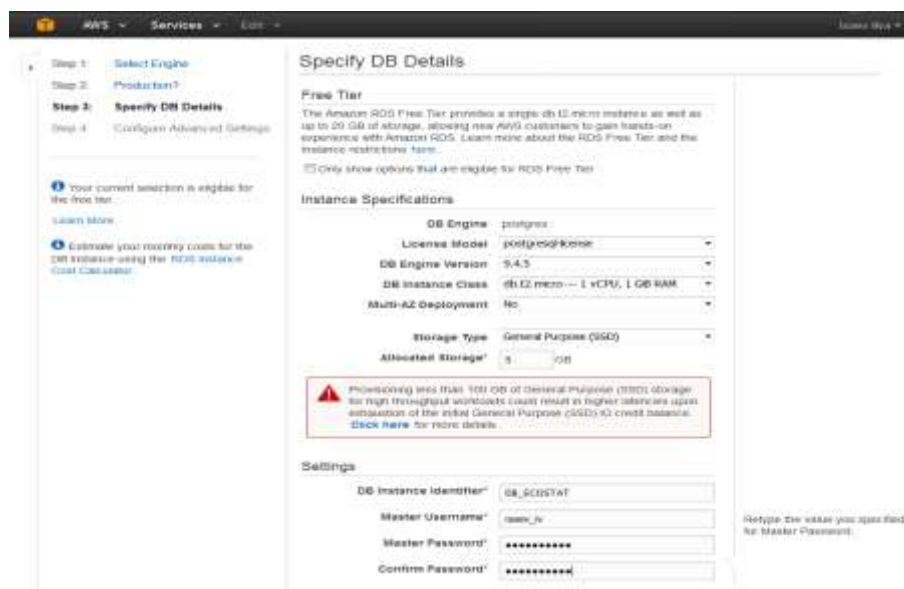 AWS Services Edit
Step 1: Select Engine
Step 2: Production?
Step 3: Specify DB Details
Step 4: Configure Advanced Settings
Your current selection is eligible for
the free tier.
Learn More
Estimate your monthly costs for the
DB Instance using the RDS Instance
Cost Calculator
Specify DB Details
Free Tier
The Amazon RDS Free Tier provides a single db.t2.micro instance as well as
up to 20 GB of storage, allowing new AWS customers to gain hands-on
experience with Amazon RDS. Learn more about the RDS Free Tier and the
instance restrictions here.
Only show options that are eligible for RDS Free Tier
Instance Specifications
DB Engine postgres
License Model postgresql-license
DB Engine Version 9.4.5
DB Instance Class db.t2.micro — 1 vCPU, 1 GB RAM
Multi-AZ Deployment No
Storage Type General Purpose (SSD)
Allocated Storage* 5 GB
Provisioning less than 100 GB of General Purpose (SSD) storage
for high throughput workloads could result in higher latencies upon
exhaustion of the initial General Purpose (SSD) IO credit balance.
Click here for more details.
Settings
DB Instance Identifier*
Master Username*
Master Password* ••••••••••
Confirm Password* ••••••••••
Retype the value you specified
for Master Password.